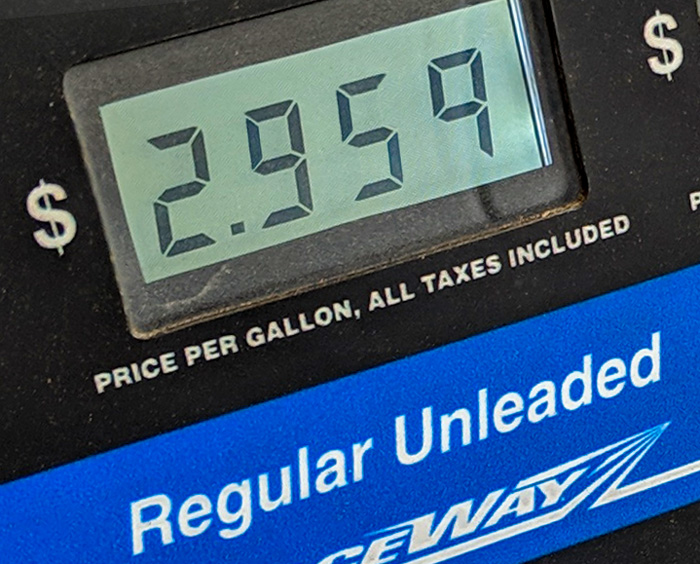 $ 2.959 $
PRICE PER GALLON, ALL TAXES INCLUDED
Regular Unleaded